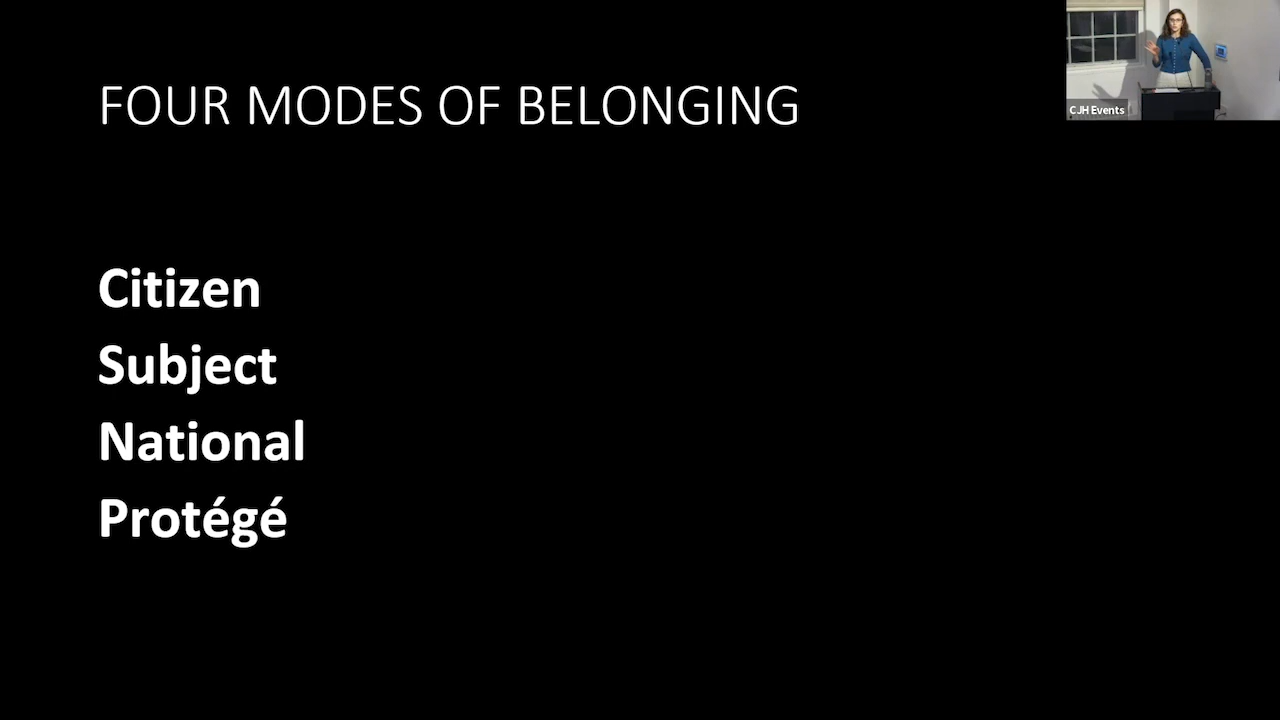 FOUR MODES OF BELONGING
CJH Events
Citizen
Subject
National
Protégé